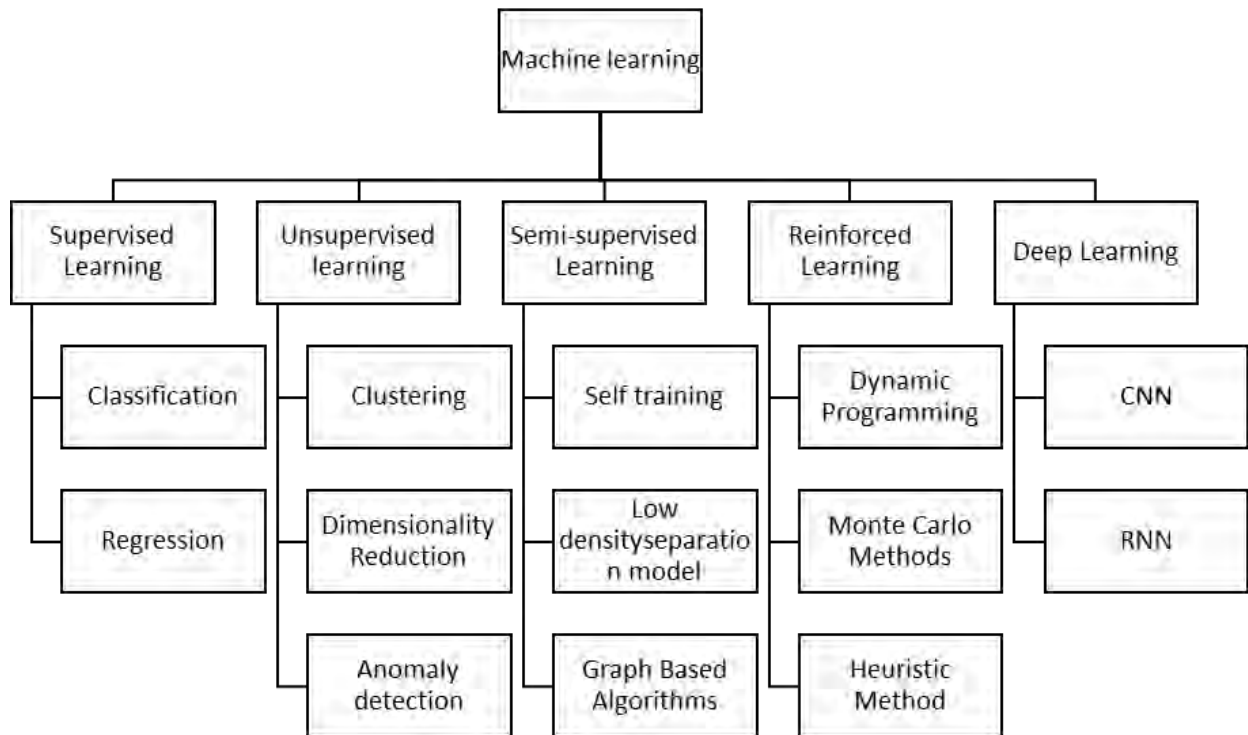 Machine learning
Supervised
Learning
Unsupervised
learning
Semi-supervised
Learning
Reinforced
Learning
Deep Learning
Classification
Clustering
Self training
Dynamic
Programming
CNN
Regression
Dimensionality
Reduction
Low
densityseparatio
n model
Monte Carlo
Methods
RNN
Anomaly
detection
Graph Based
Algorithms
Heuristic
Method